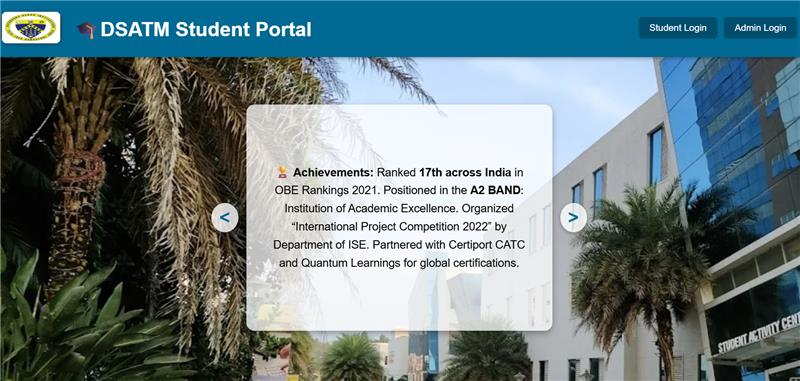 DSATM Student Portal
Student Login
Admin Login
Achievements: Ranked 17th across India in
OBE Rankings 2021. Positioned in the A2 BAND:
Institution of Academic Excellence. Organized
“International Project Competition 2022” by
Department of ISE. Partnered with Certiport CATC
and Quantum Learnings for global certifications.
<
>
STUDENT ACTIVITY CENT